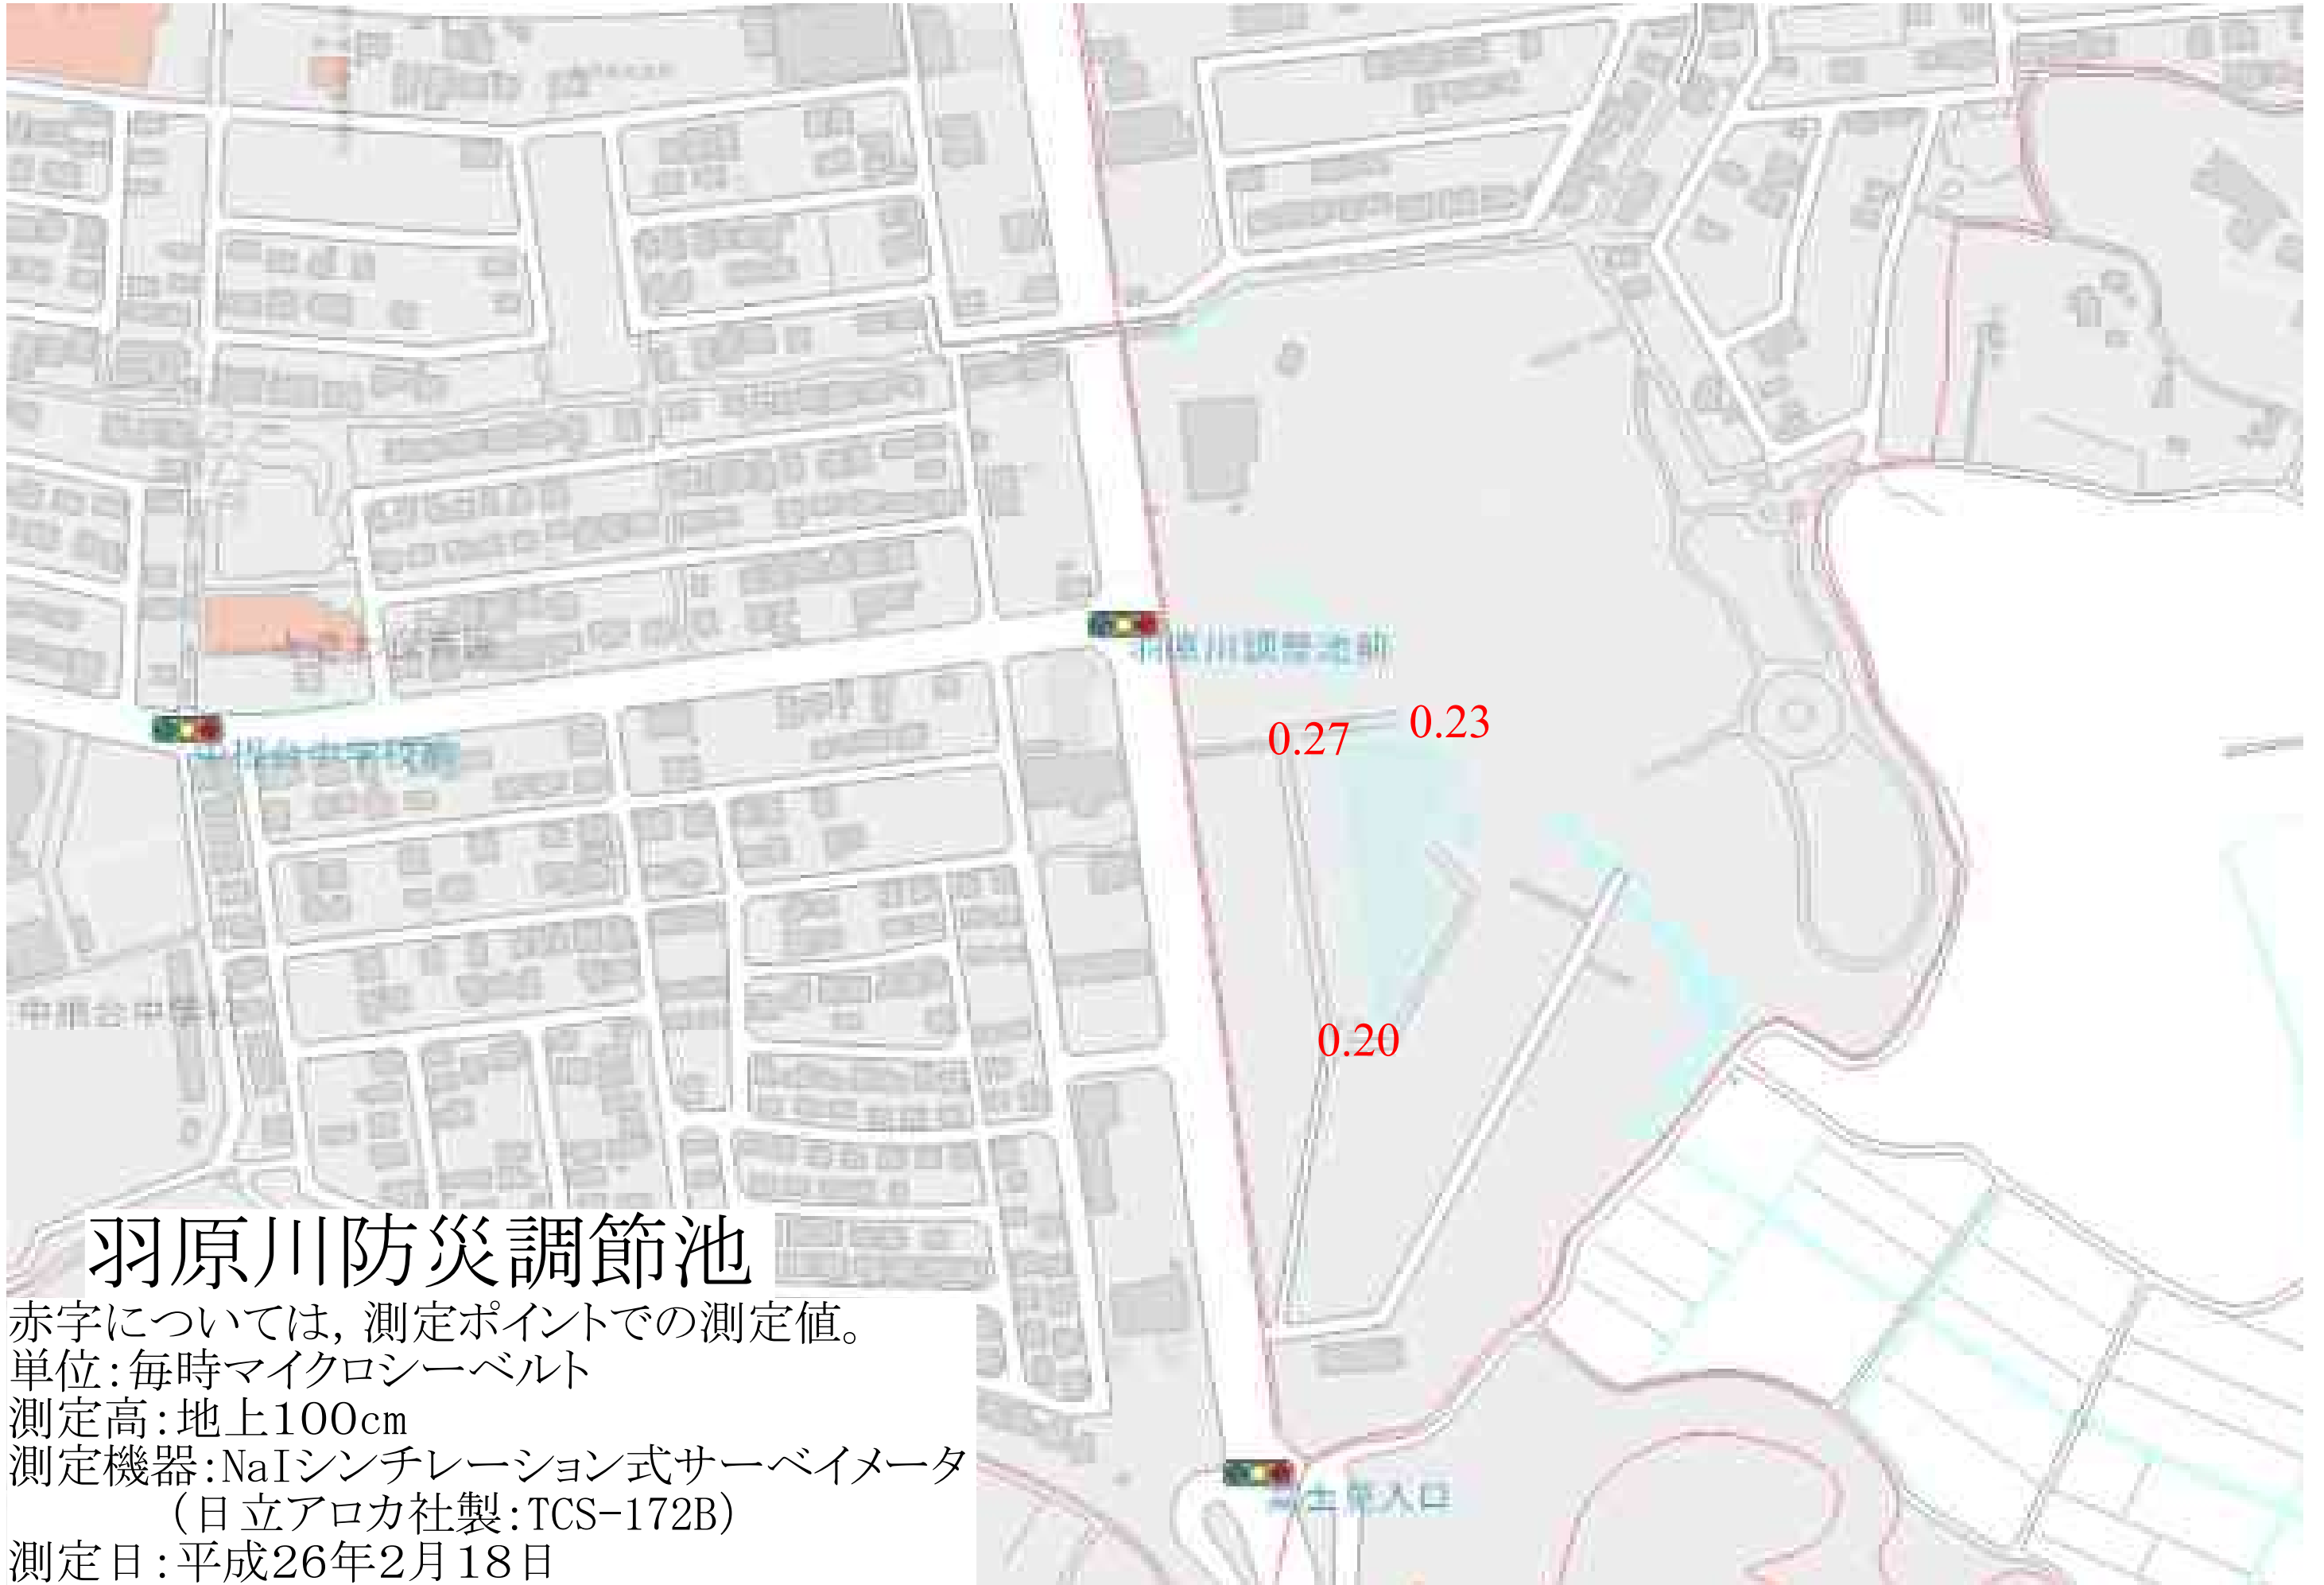 0.27
0.23
0.20
羽原川防災調節池
赤字については，測定ポイントでの測定値。
単位：毎時マイクロシーベルト
測定高：地上100cm
測定機器：NaIシンチレーション式サーベイメータ
（日立アロカ社製：TCS-172B）
測定日：平成26年2月18日